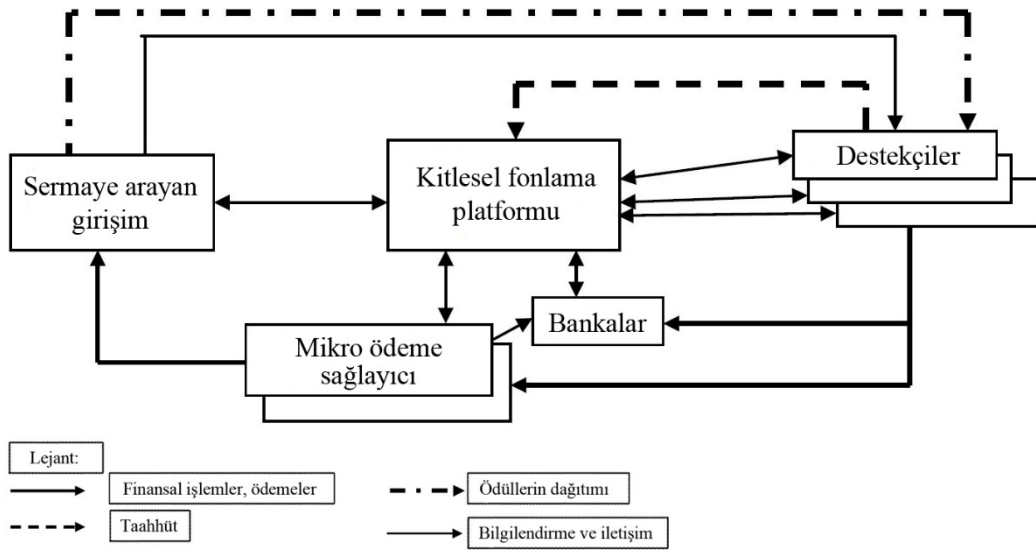 Sermaye arayan
girişim
Kitlesel fonlama
platformu
Destekçiler
Bankalar
Mikro ödeme
sağlayıcı
Lejant:
Finansal işlemler, ödemeler
Ödüllerin dağıtımı
Taahhüt
Bilgilendirme ve iletişim